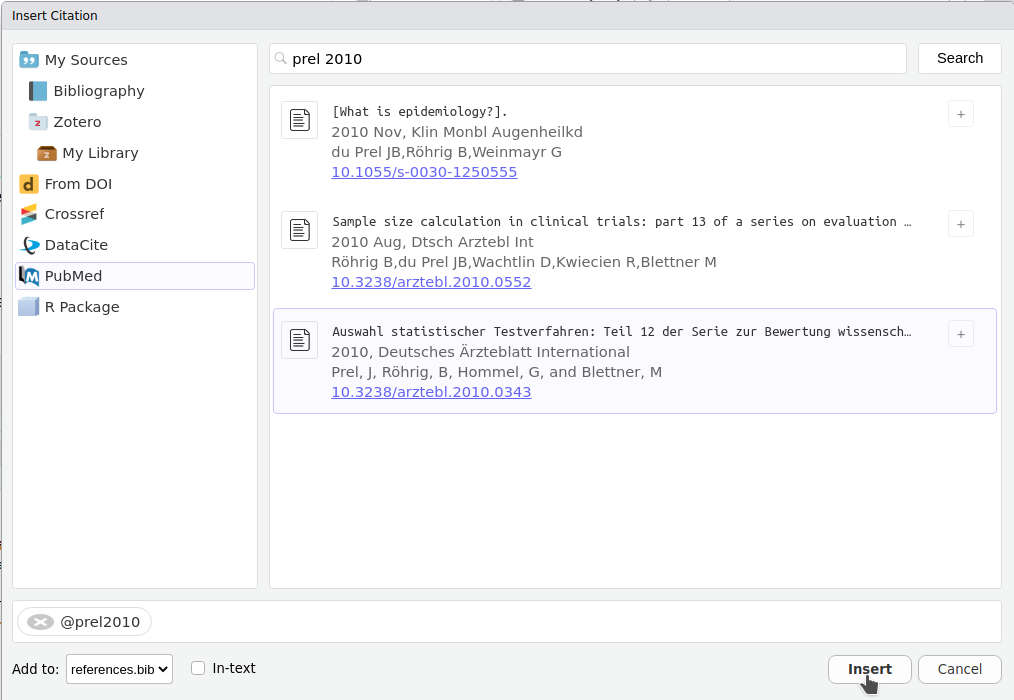 Insert Citation
My Sources
Bibliography
Zotero
My Library
From DOI
Crossref
DataCite
PubMed
R Package
prel 2010
Search
[What is epidemiology?].
2010 Nov, Klin Monbl Augenheilkd
du Prel JB,Röhrig B,Weinmayr G
10.1055/s-0030-1250555
Sample size calculation in clinical trials: part 13 of a series on evaluation …
2010 Aug, Dtsch Arztebl Int
Röhrig B,du Prel JB,Wachtlin D,Kwiecien R,Blettner M
10.3238/arztebl.2010.0552
Auswahl statistischer Testverfahren: Teil 12 der Serie zur Bewertung wissensch…
2010, Deutsches Ärzteblatt International
Prel, J, Röhrig, B, Hommel, G, and Blettner, M
10.3238/arztebl.2010.0343
@prel2010
Add to: references.bib In-text
Insert Cancel